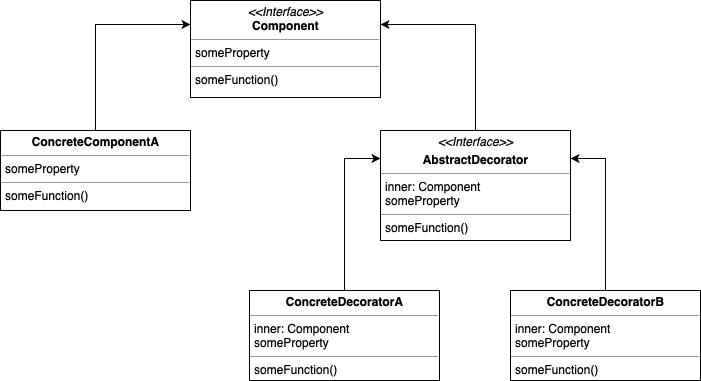 <<Interface>>
Component
someProperty
someFunction()
ConcreteComponentA
someProperty
someFunction()
<<Interface>>
AbstractDecorator
inner: Component
someProperty
someFunction()
ConcreteDecoratorA
inner: Component
someProperty
someFunction()
ConcreteDecoratorB
inner: Component
someProperty
someFunction()